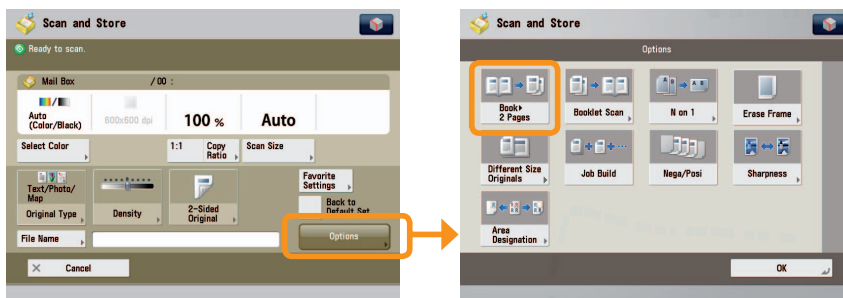 Scan and Store
Ready to scan.
Mail Box /00 :
Auto
(Color/Black)
600x600 dpi
100 %
Auto
Select Color
1:1
Copy
Ratio
Scan Size
Text/Photo/
Map
Original Type
Density
2-Sided
Original
Favorite
Settings
Back to
Default Set.
File Name
Options
Cancel
Scan and Store
Options
Book▸
2 Pages
Booklet Scan
N on 1
Erase Frame
Different Size
Originals
Job Build
Nega/Posi
Sharpness
Area
Designation
OK